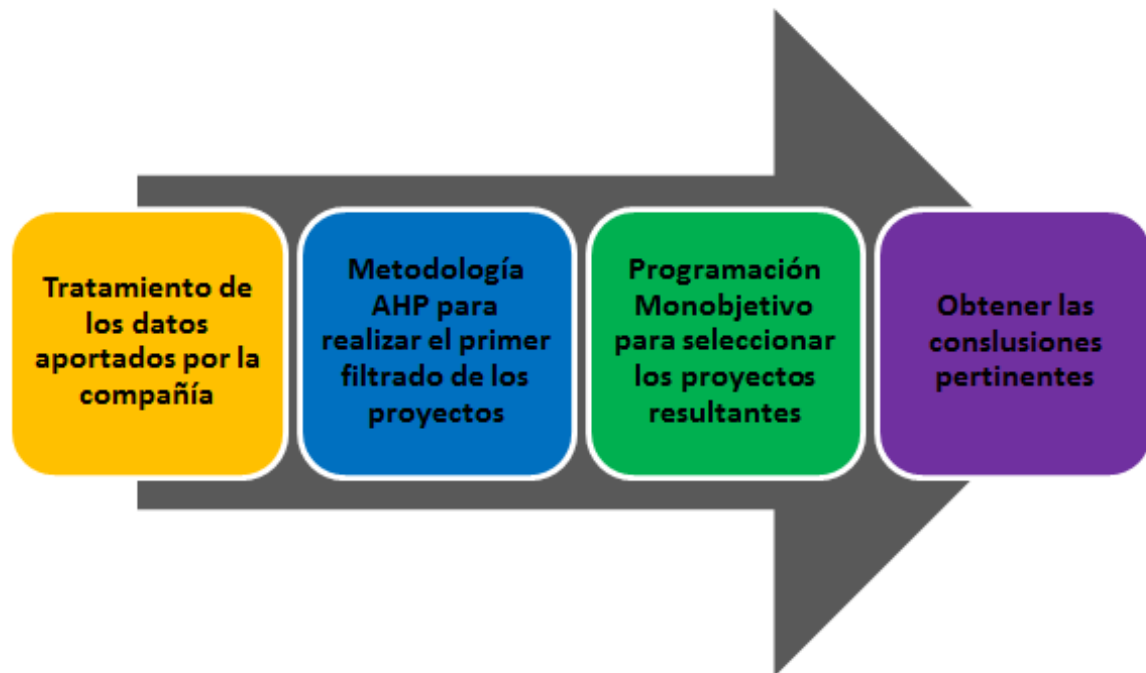 Tratamiento de
los datos
aportados por la
compañía
Metodología
AHP para
realizar el primer
filtrado de los
proyectos
Programación
Monobjetivo
para seleccionar
los proyectos
resultantes
Obtener las
conslusiones
pertinentes